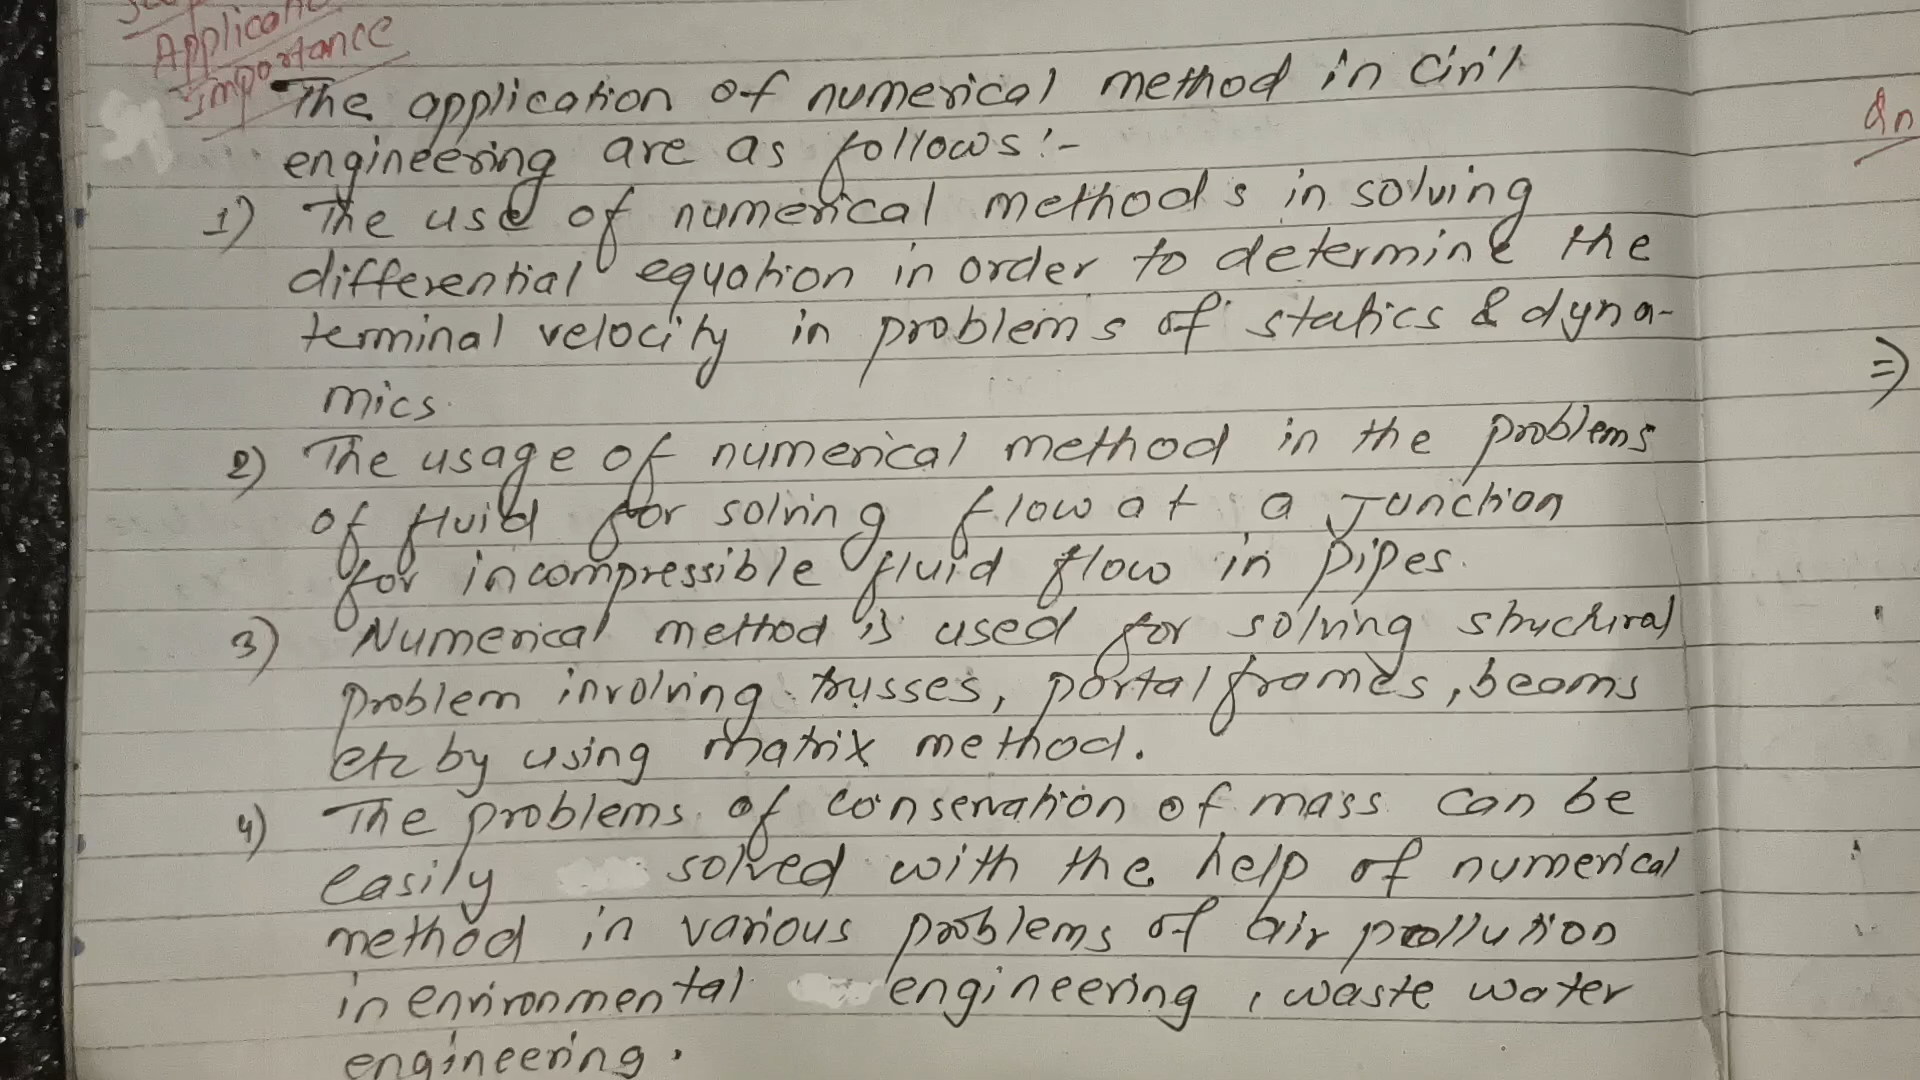 Importance
The application of numerical method in Civil
engineering are as follows:-
1) The use of numerical methods in solving
differential equation in order to determine the
terminal velocity in problems of statics & dyna-
mics.
2) The usage of numerical method in the problems
of fluid for solving flow at a Junction
for incompressible fluid flow in pipes.
3) Numerical method is used for solving structural
problem involving trusses, portal frames, beams
etc by using matrix method.
4) The problems of conservation of mass can be
easily solved with the help of numerical
method in various problems of air pollution
in environmental engineering, waste water
engineering.
Qn
=)